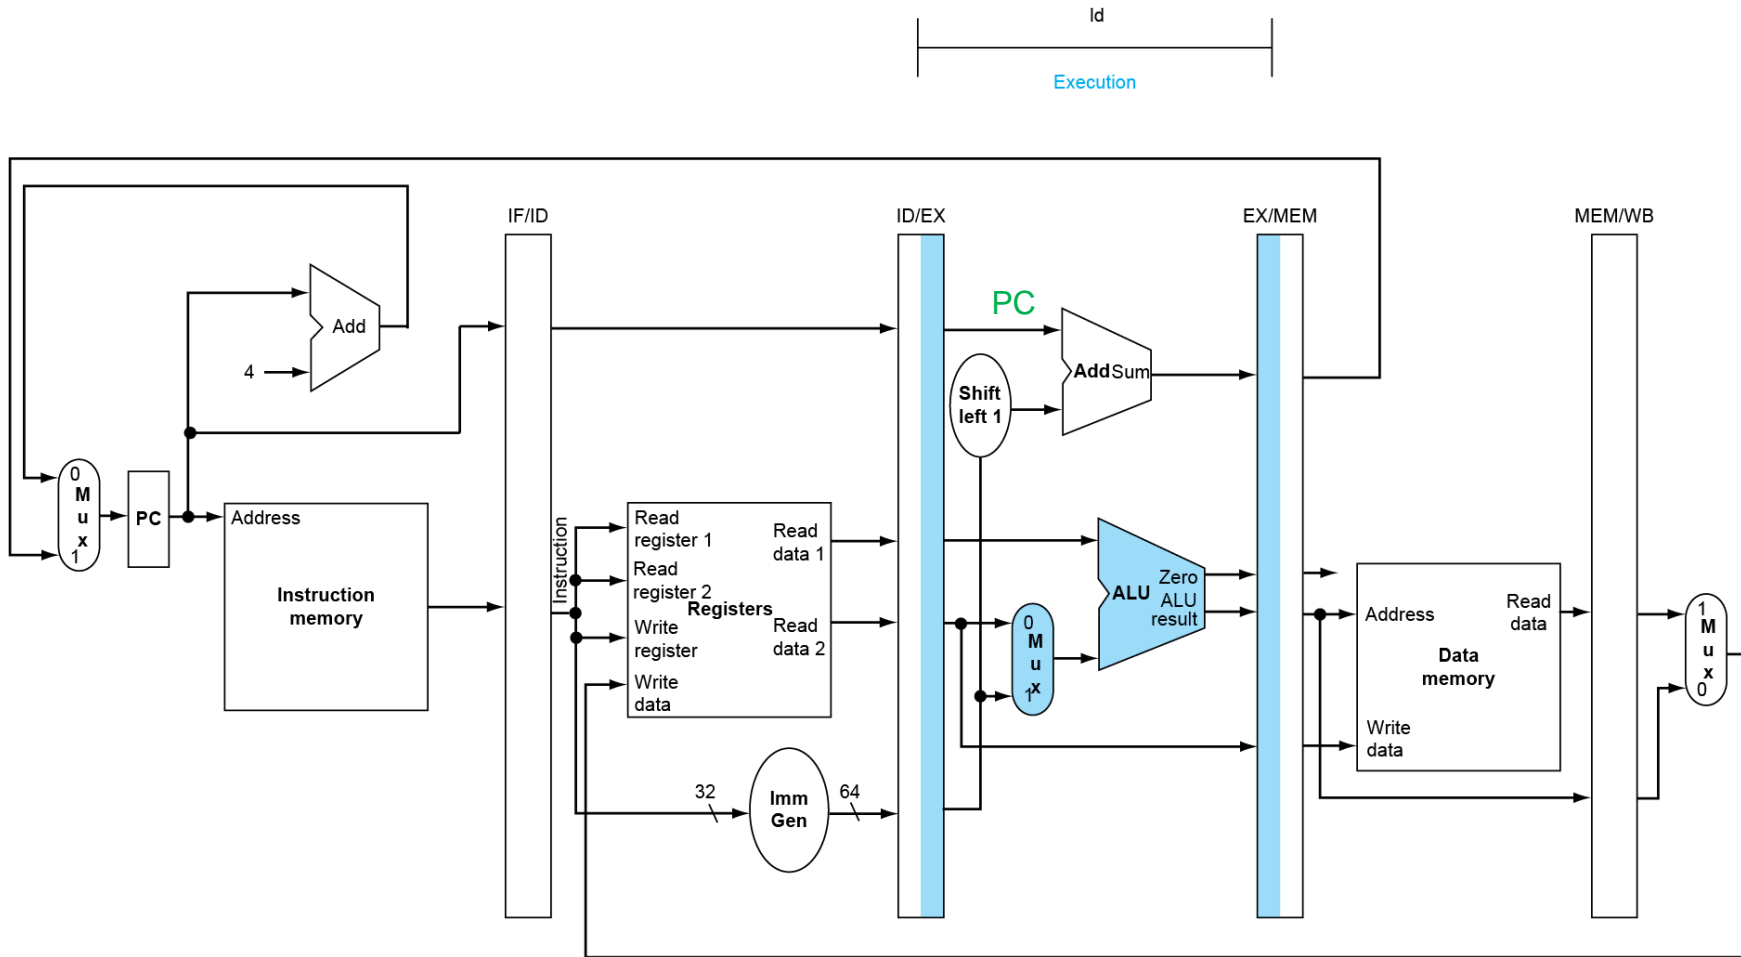 ld
Execution
IF/ID
ID/EX
EX/MEM
MEM/WB
PC
Add
4
Add Sum
Shift
left 1
0
M
u
x
1
PC
Address
Instruction
memory
Instruction
Read
register 1
Read
register 2
Write
register
Write
data
Registers
Read
data 1
Read
data 2
0
M
u
x
1
ALU
Zero
ALU
result
Address
Read
data
Data
memory
Write
data
1
M
u
x
0
32
Imm
Gen
64